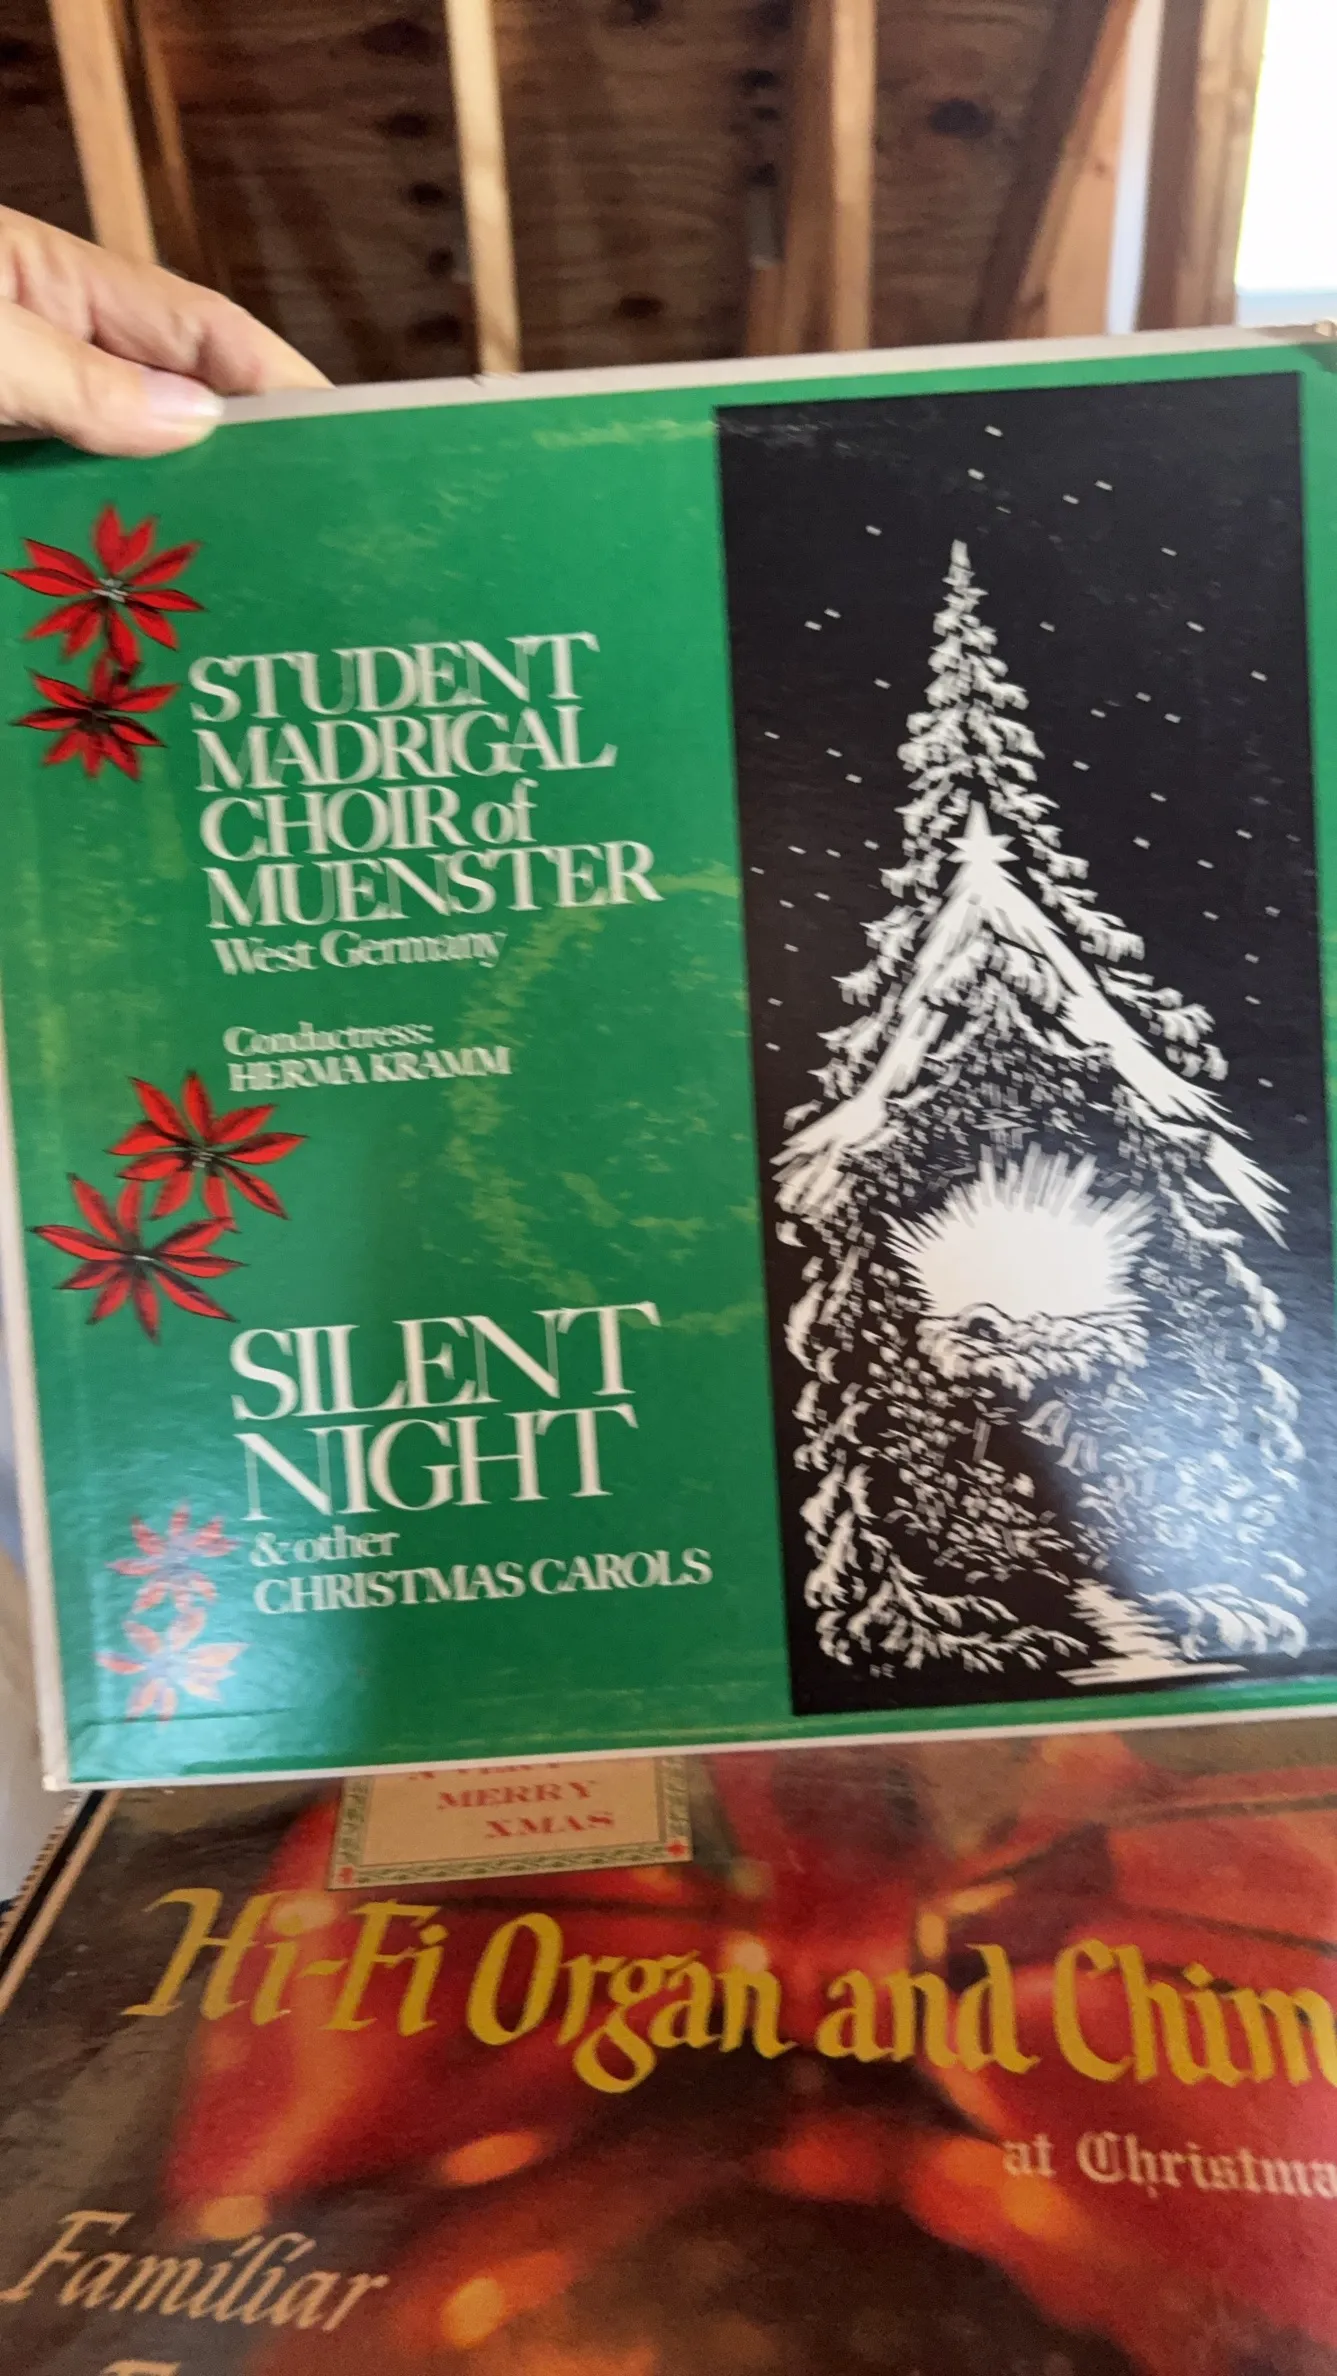 STUDENT
MADRIGAL
CHOIR of
MUENSTER
West Germany
Conductress:
HERMA KRAMM
SILENT
NIGHT
& other
CHRISTMAS CAROLS
MERRY
XMAS
Hi-Fi Organ and Chim
at Christma
Familiar